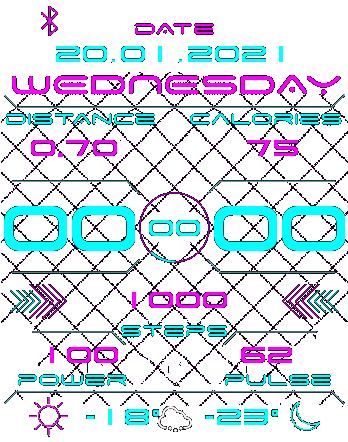 DATE
20.01.2021
WEDNESDAY
DISTANCE CALORIES
0.70 75
00 00 00
1000
STEPS
100 62
POWER PULSE
-18° -23°